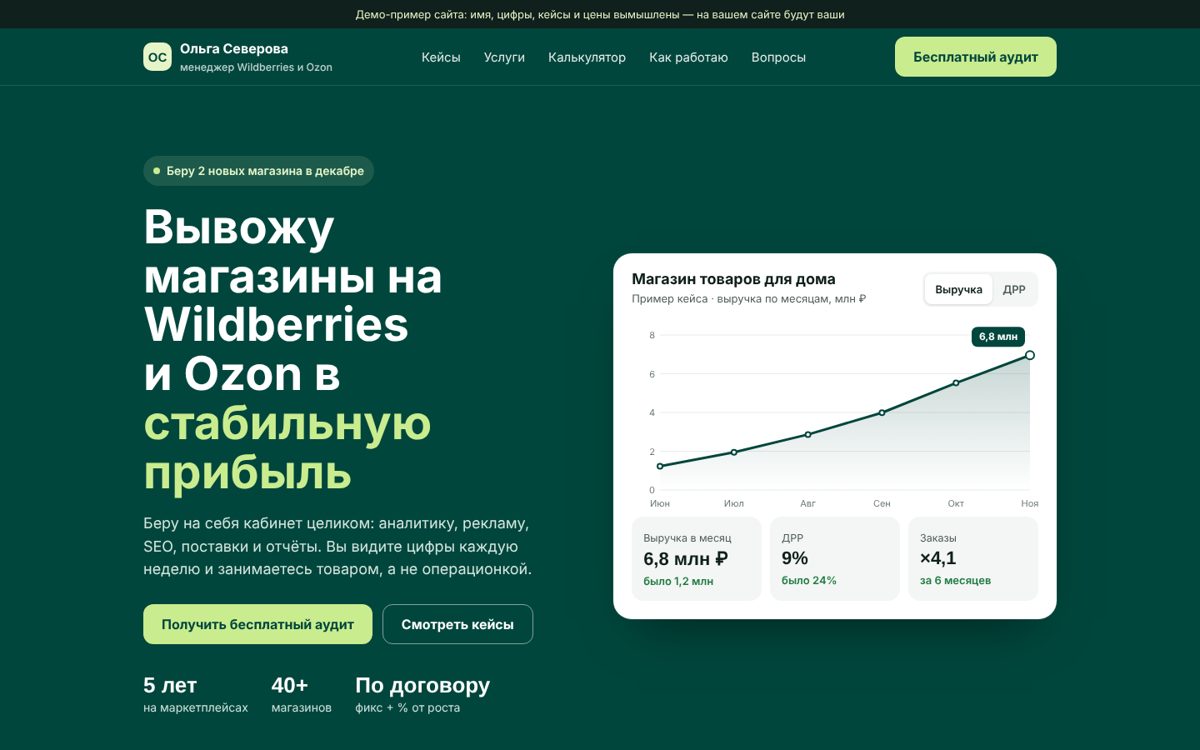 Демо-пример сайта: имя, цифры, кейсы и цены вымышлены — на вашем сайте будут ваши
ОС
Ольга Северова
менеджер Wildberries и Ozon
Кейсы
Услуги
Калькулятор
Как работаю
Вопросы
Бесплатный аудит
Беру 2 новых магазина в декабре
Вывожу
магазины на
Wildberries
и Ozon в
стабильную
прибыль
Беру на себя кабинет целиком: аналитику, рекламу,
SEO, поставки и отчёты. Вы видите цифры каждую
неделю и занимаетесь товаром, а не операционкой.
Получить бесплатный аудит
Смотреть кейсы
5 лет
на маркетплейсах
40+
магазинов
По договору
фикс + % от роста
Магазин товаров для дома
Пример кейса · выручка по месяцам, млн ₽
Выручка
ДРР
6,8 млн
8
6
4
2
0
Июн
Июл
Авг
Сен
Окт
Ноя
Выручка в месяц
6,8 млн ₽
было 1,2 млн
ДРР
9%
было 24%
Заказы
×4,1
за 6 месяцев